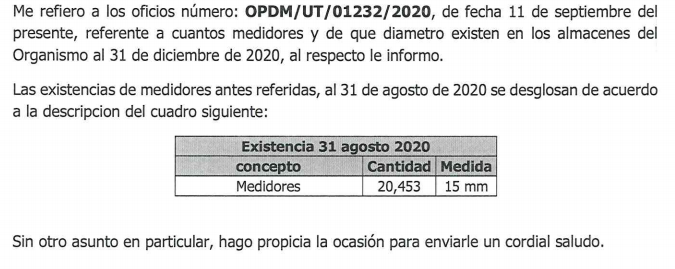 Me refiero a los oficios número: OPDM/UT/01232/2020, de fecha 11 de septiembre del
presente, referente a cuantos medidores y de que diametro existen en los almacenes del
Organismo al 31 de diciembre de 2020, al respecto le informo.
Las existencias de medidores antes referidas, al 31 de agosto de 2020 se desglosan de acuerdo
a la descripcion del cuadro siguiente:
Existencia 31 agosto 2020
concepto Cantidad Medida
Medidores 20,453 15 mm
Sin otro asunto en particular, hago propicia la ocasión para enviarle un cordial saludo.